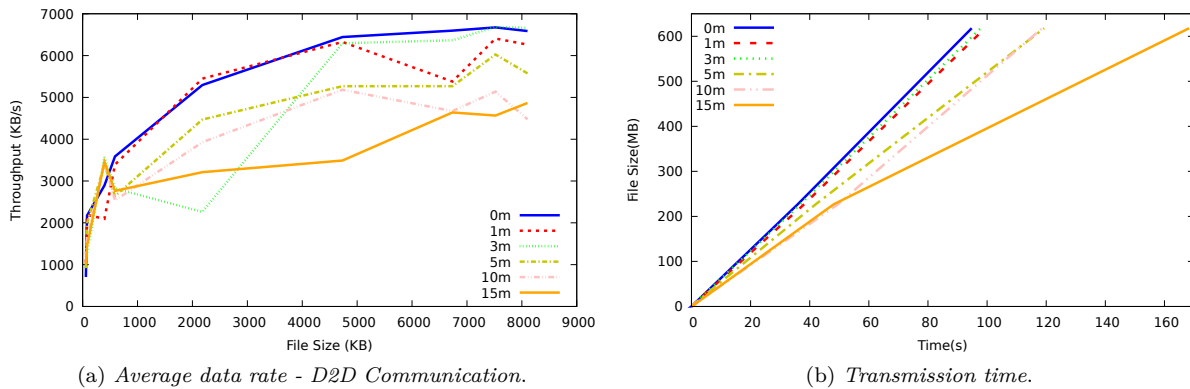 7000
6000
5000
4000
3000
2000
1000
0
Throughput (KB/s)
0m
1m
3m
5m
10m
15m
0 1000 2000 3000 4000 5000 6000 7000 8000 9000
File Size (KB)
(a) Average data rate - D2D Communication.
600
500
400
300
200
100
0
File Size(MB)
0m
1m
3m
5m
10m
15m
0 20 40 60 80 100 120 140 160
Time(s)
(b) Transmission time.